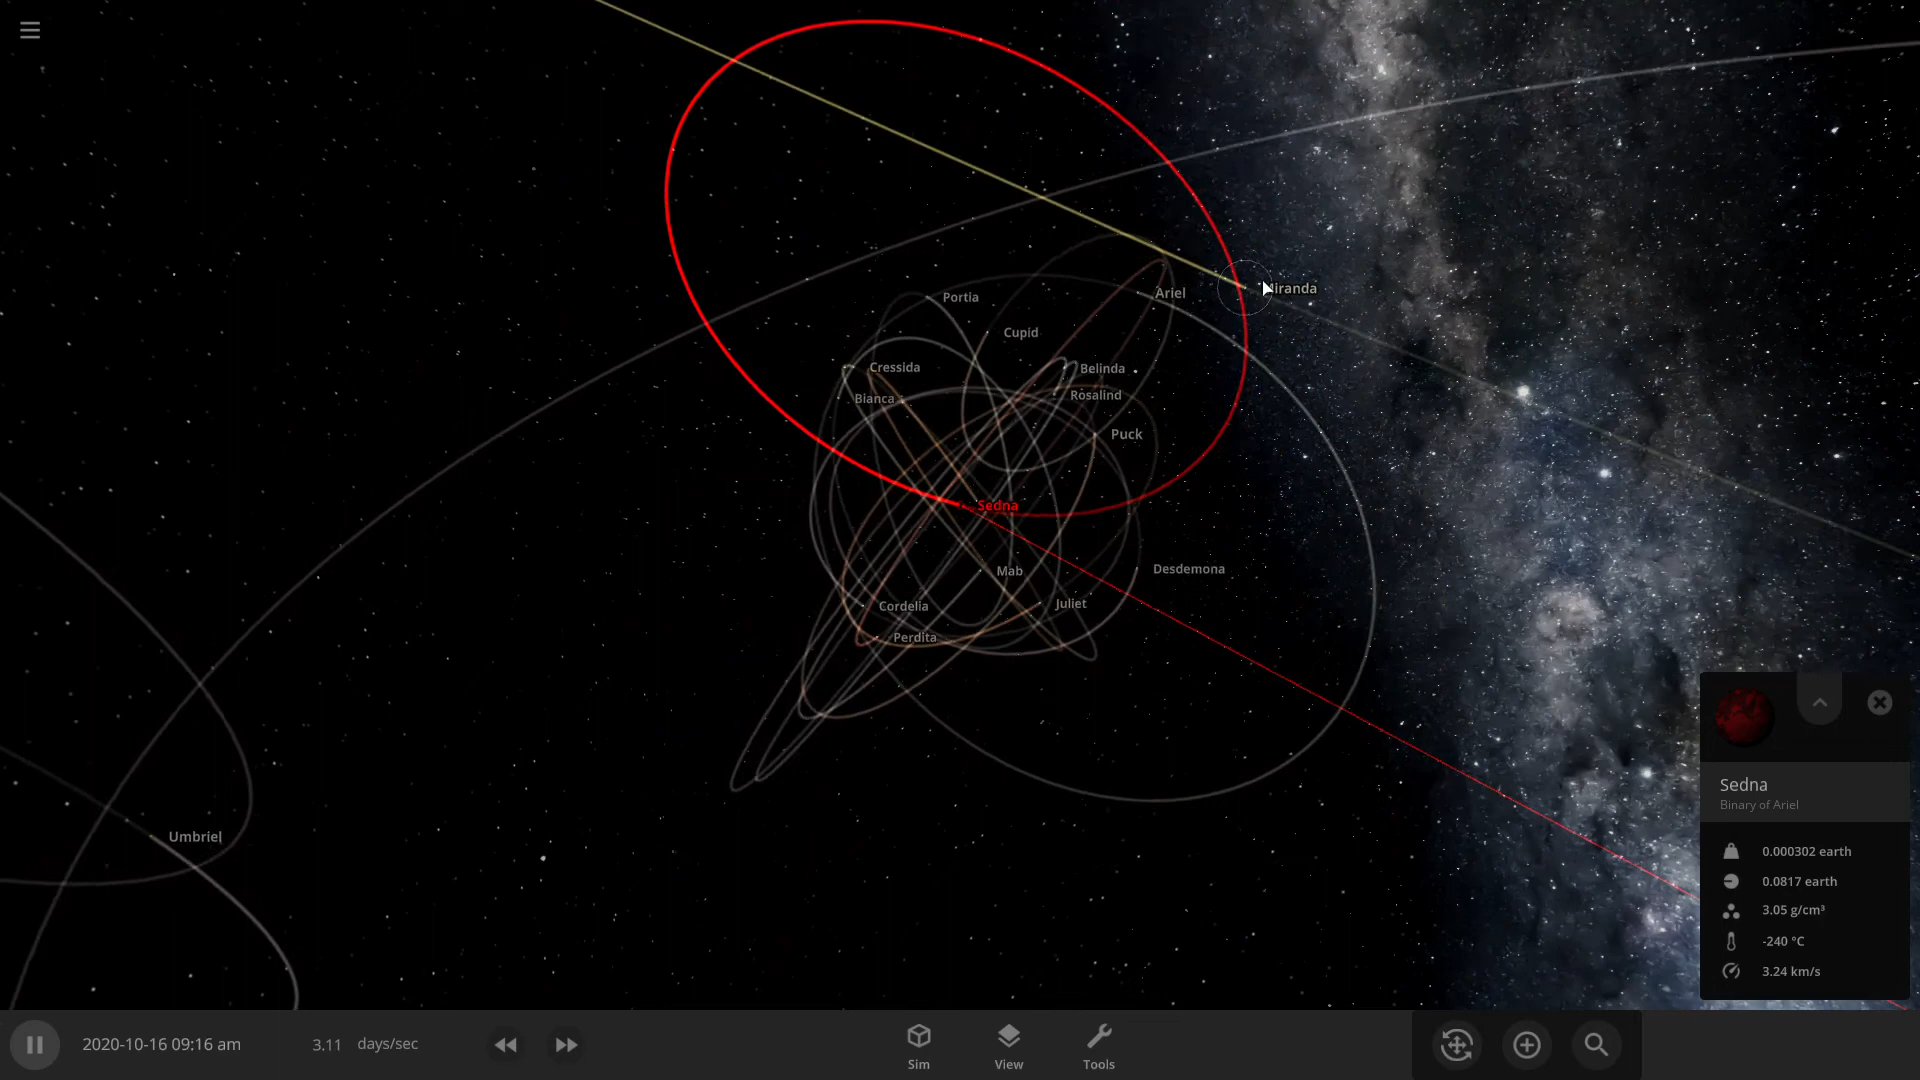 Portia
Ariel
Miranda
Cupid
Cressida
Belinda
Bianca
Rosalind
Puck
Sedna
Mab
Desdemona
Cordelia
Juliet
Perdita
Umbriel
Sedna
Binary of Ariel
0.000302 earth
0.0817 earth
3.05 g/cm³
-240 °C
3.24 km/s
2020-10-16 09:16 am
3.11 days/sec
Sim
View
Tools